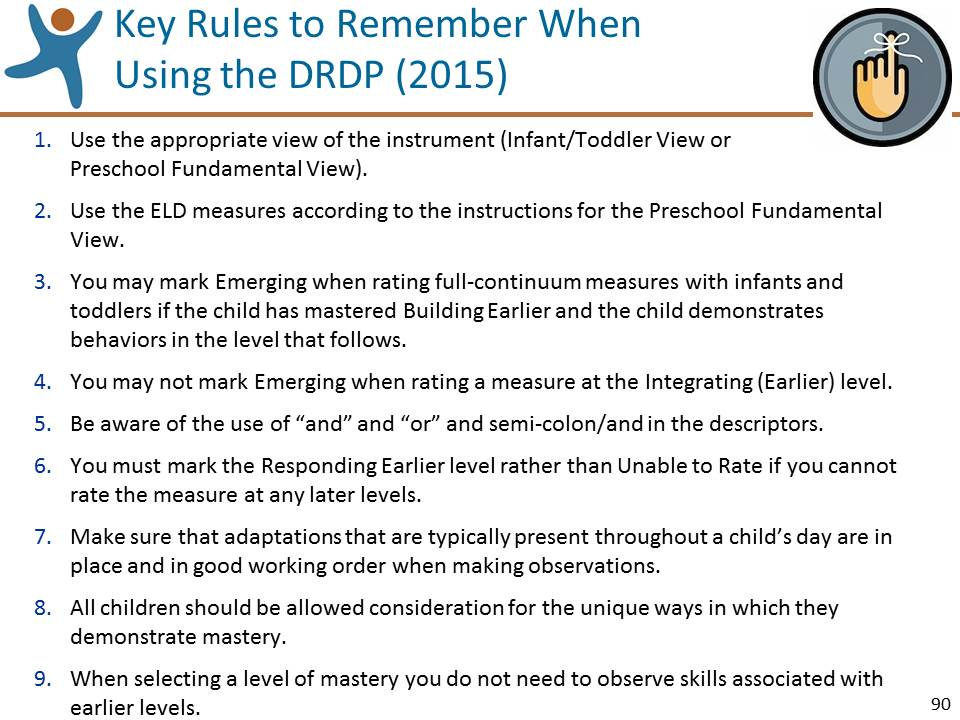 Key Rules to Remember When
Using the DRDP (2015)
1. Use the appropriate view of the instrument (Infant/Toddler View or
Preschool Fundamental View).
2. Use the ELD measures according to the instructions for the Preschool Fundamental
View.
3. You may mark Emerging when rating full-continuum measures with infants and
toddlers if the child has mastered Building Earlier and the child demonstrates
behaviors in the level that follows.
4. You may not mark Emerging when rating a measure at the Integrating (Earlier) level.
5. Be aware of the use of “and” and “or” and semi-colon/and in the descriptors.
6. You must mark the Responding Earlier level rather than Unable to Rate if you cannot
rate the measure at any later levels.
7. Make sure that adaptations that are typically present throughout a child’s day are in
place and in good working order when making observations.
8. All children should be allowed consideration for the unique ways in which they
demonstrate mastery.
9. When selecting a level of mastery you do not need to observe skills associated with
earlier levels.
90